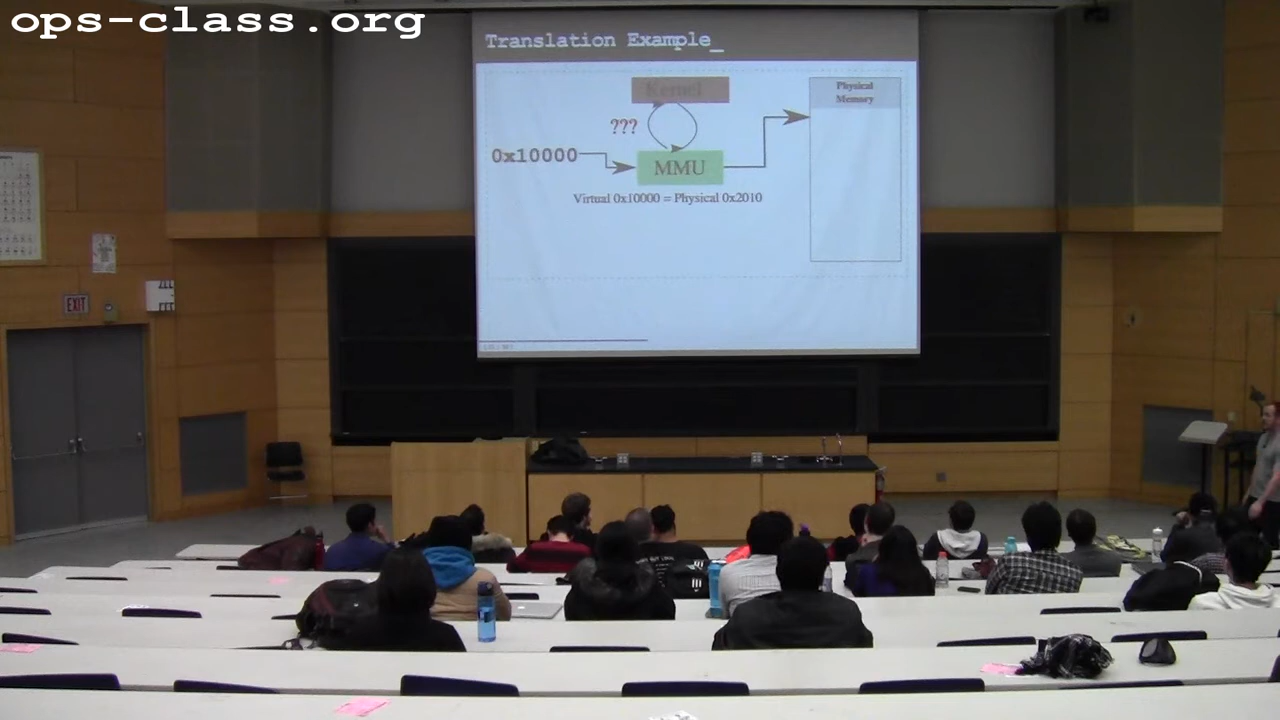 ops-class.org
Translation Example_
Kernel
Physical
Memory
???
0x10000
MMU
Virtual 0x10000 = Physical 0x2010
EXIT